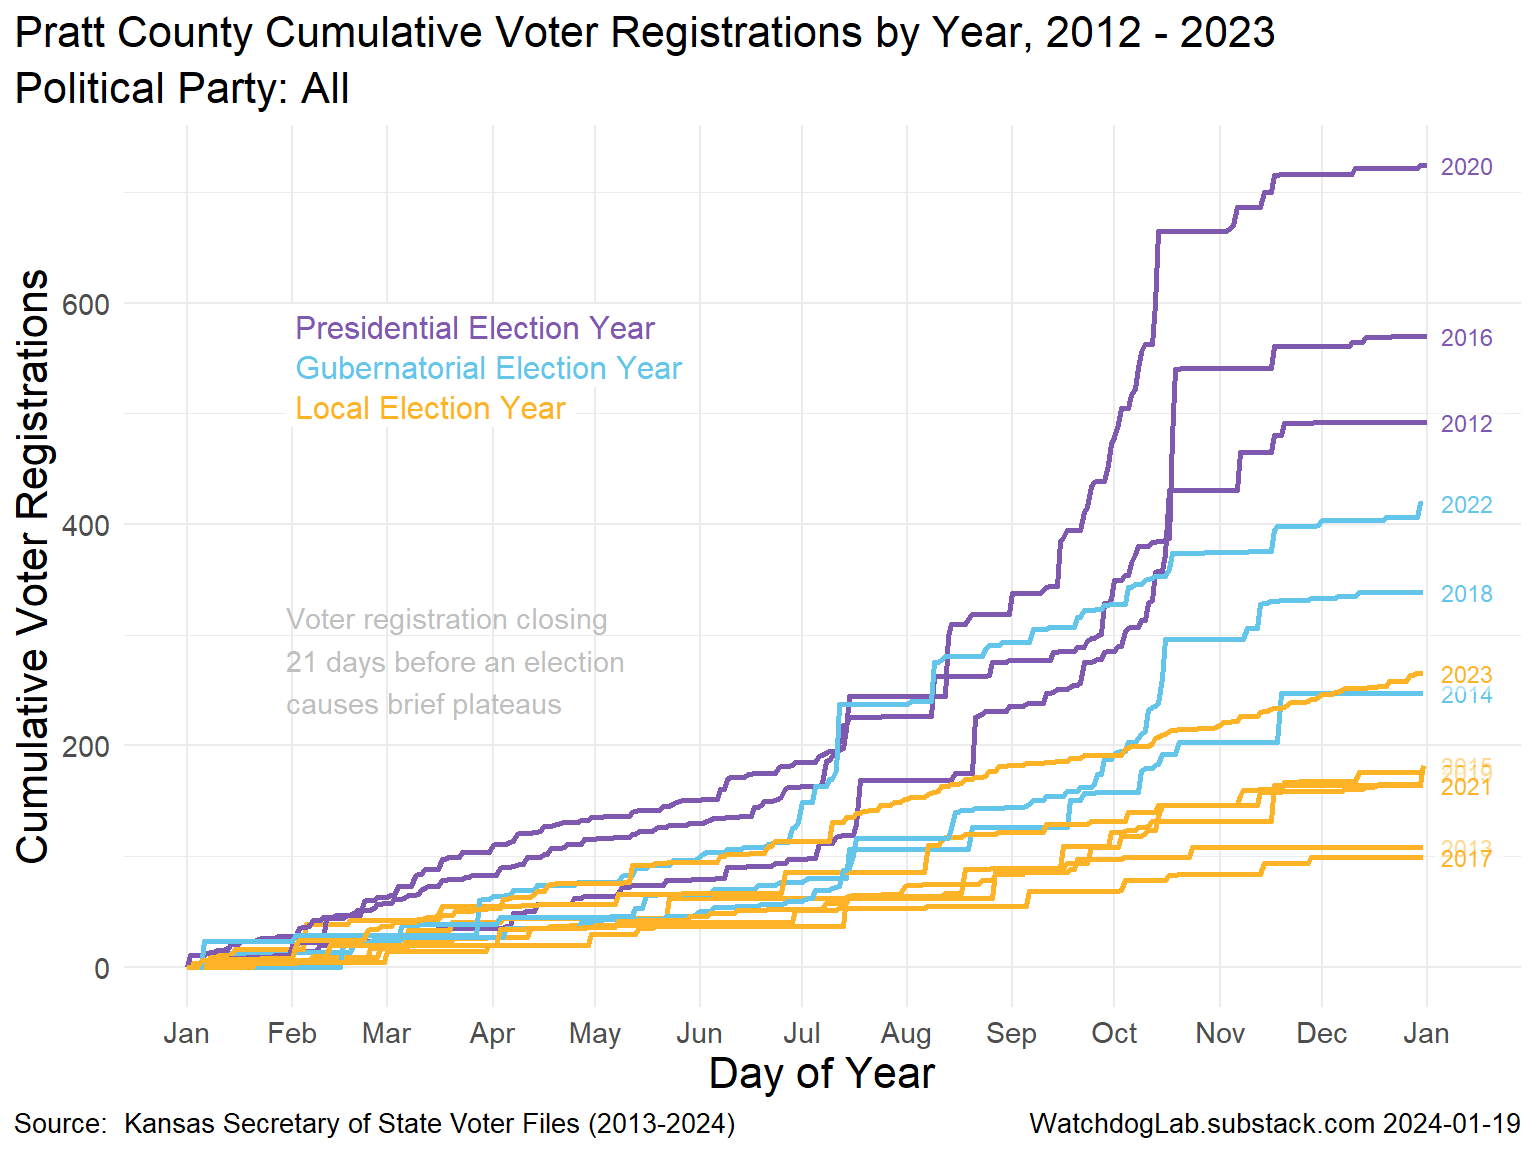 Pratt County Cumulative Voter Registrations by Year, 2012 - 2023
Political Party: All
Cumulative Voter Registrations
600
400
200
0
Presidential Election Year
Gubernatorial Election Year
Local Election Year
Voter registration closing
21 days before an election
causes brief plateaus
2020
2016
2012
2022
2018
2023
2014
2015
2019
2021
2013
2017
Jan Feb Mar Apr May Jun Jul Aug Sep Oct Nov Dec Jan
Day of Year
Source:  Kansas Secretary of State Voter Files (2013-2024)
WatchdogLab.substack.com 2024-01-19